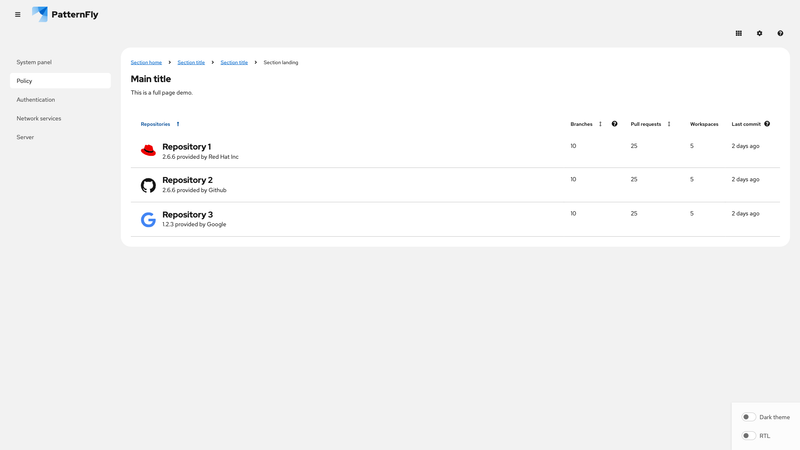 PatternFly
System panel
Policy
Authentication
Network services
Server
Section home
Section title
Section title
Section landing
Main title
This is a full page demo.
Repositories
Branches
Pull requests
Workspaces
Last commit
Repository 1
2.6.6 provided by Red Hat Inc
10
25
5
2 days ago
Repository 2
2.6.6 provided by Github
10
25
5
2 days ago
Repository 3
1.2.3 provided by Google
10
25
5
2 days ago
Dark theme
RTL